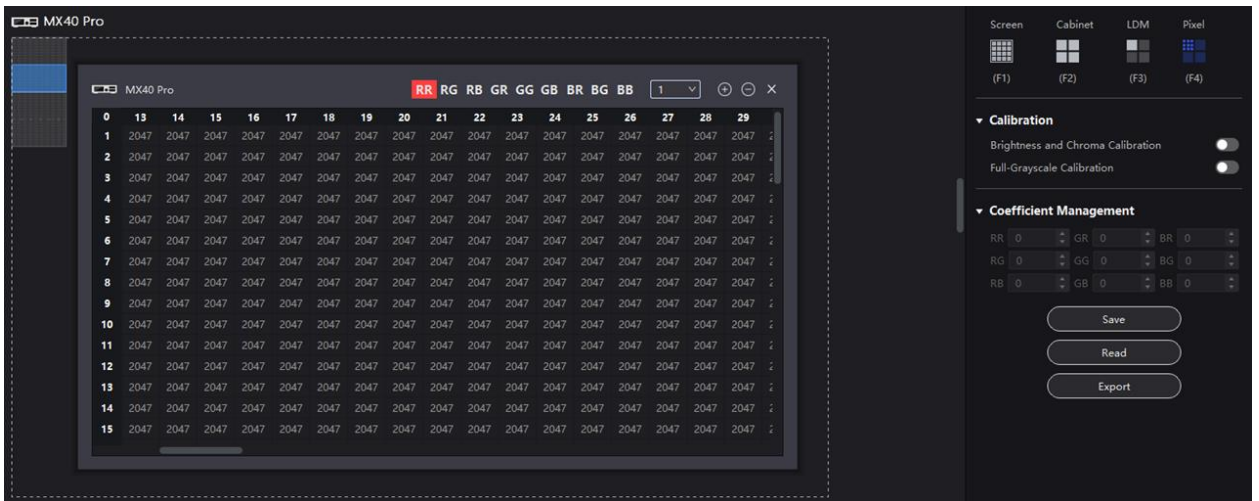 MX40 Pro
Screen Cabinet LDM Pixel
(F1) (F2) (F3) (F4)
MX40 Pro RR RG RB GR GG GB BR BG BB 1
0 13 14 15 16 17 18 19 20 21 22 23 24 25 26 27 28 29
1 2047 2047 2047 2047 2047 2047 2047 2047 2047 2047 2047 2047 2047 2047 2047 2047 2047 2
2 2047 2047 2047 2047 2047 2047 2047 2047 2047 2047 2047 2047 2047 2047 2047 2047 2047 2
3 2047 2047 2047 2047 2047 2047 2047 2047 2047 2047 2047 2047 2047 2047 2047 2047 2047 2
4 2047 2047 2047 2047 2047 2047 2047 2047 2047 2047 2047 2047 2047 2047 2047 2047 2047 2
5 2047 2047 2047 2047 2047 2047 2047 2047 2047 2047 2047 2047 2047 2047 2047 2047 2047 2
6 2047 2047 2047 2047 2047 2047 2047 2047 2047 2047 2047 2047 2047 2047 2047 2047 2047 2
7 2047 2047 2047 2047 2047 2047 2047 2047 2047 2047 2047 2047 2047 2047 2047 2047 2047 2
8 2047 2047 2047 2047 2047 2047 2047 2047 2047 2047 2047 2047 2047 2047 2047 2047 2047 2
9 2047 2047 2047 2047 2047 2047 2047 2047 2047 2047 2047 2047 2047 2047 2047 2047 2047 2
10 2047 2047 2047 2047 2047 2047 2047 2047 2047 2047 2047 2047 2047 2047 2047 2047 2047 2
11 2047 2047 2047 2047 2047 2047 2047 2047 2047 2047 2047 2047 2047 2047 2047 2047 2047 2
12 2047 2047 2047 2047 2047 2047 2047 2047 2047 2047 2047 2047 2047 2047 2047 2047 2047 2
13 2047 2047 2047 2047 2047 2047 2047 2047 2047 2047 2047 2047 2047 2047 2047 2047 2047 2
14 2047 2047 2047 2047 2047 2047 2047 2047 2047 2047 2047 2047 2047 2047 2047 2047 2047 2
15 2047 2047 2047 2047 2047 2047 2047 2047 2047 2047 2047 2047 2047 2047 2047 2047 2047 2
Calibration
Brightness and Chroma Calibration
Full-Grayscale Calibration
Coefficient Management
RR 0 GR 0 BR 0
RG 0 GG 0 BG 0
RB 0 GB 0 BB 0
Save
Read
Export